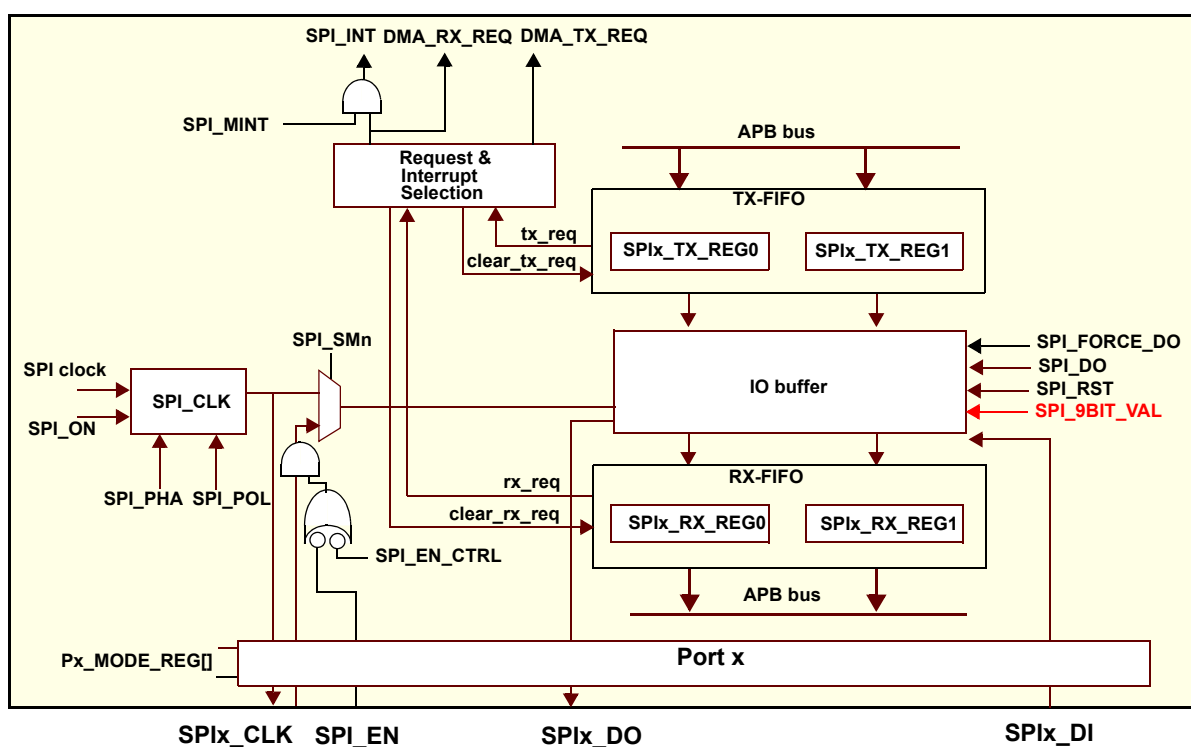 SPI_INT DMA_RX_REQ DMA_TX_REQ
SPI_MINT
APB bus
Request &
Interrupt
Selection
TX-FIFO
tx_req
SPIx_TX_REG0
SPIx_TX_REG1
clear_tx_req
SPI_SMn
SPI_FORCE_DO
SPI clock
SPI_DO
IO buffer
SPI_RST
SPI_CLK
SPI_9BIT_VAL
SPI_ON
RX-FIFO
rx_req
SPI_PHA SPI_POL
clear_rx_req
SPIx_RX_REG0
SPIx_RX_REG1
SPI_EN_CTRL
APB bus
Px_MODE_REG[]
Port x
SPIx_CLK SPI_EN SPIx_DO SPIx_DI